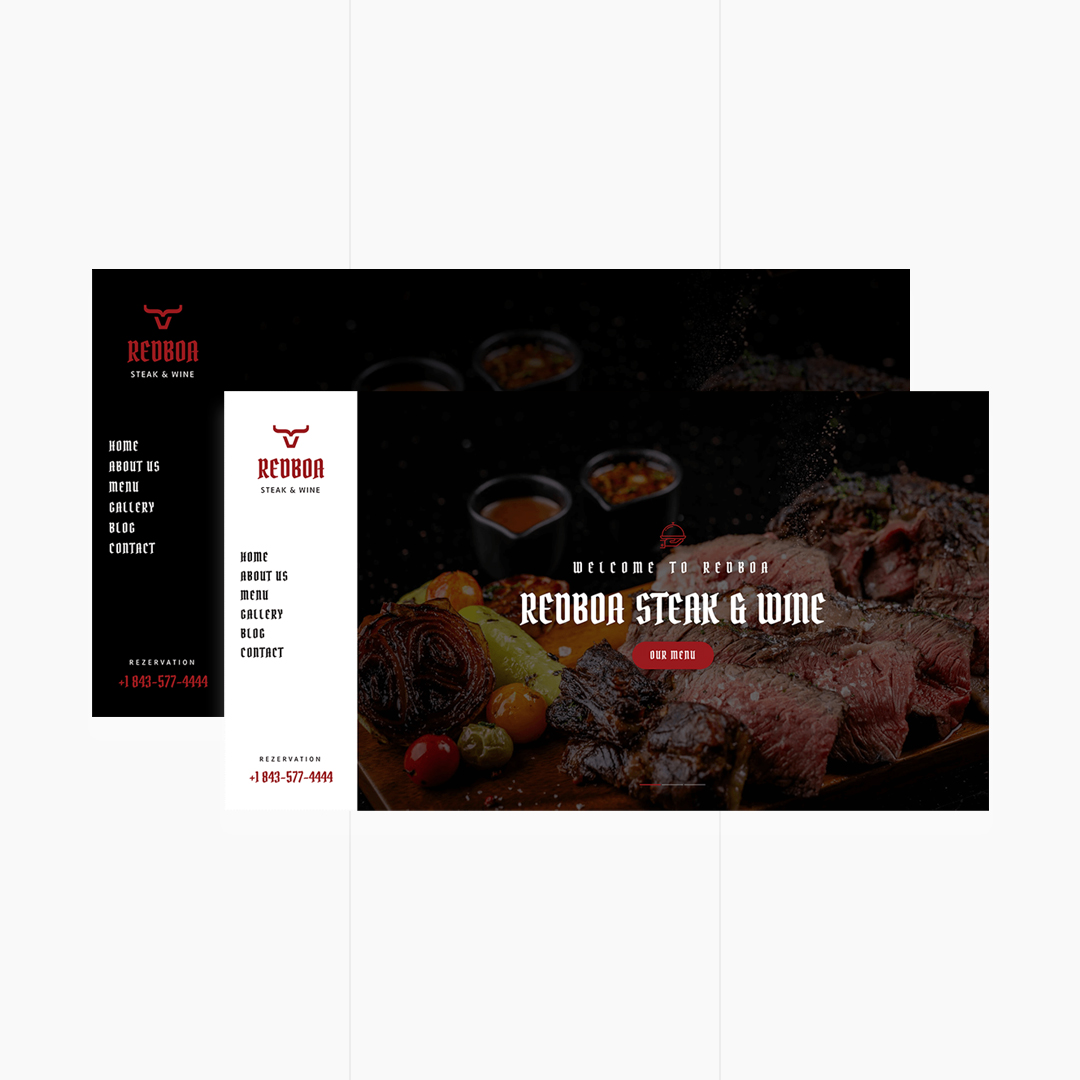 REDBOA
STEAK & WINE
HOME
ABOUT US
MENU
GALLERY
BLOG
CONTACT
REZERVATION
+1 843-577-4444
REDBOA
STEAK & WINE
HOME
ABOUT US
MENU
GALLERY
BLOG
CONTACT
REZERVATION
+1 843-577-4444
WELCOME TO REDBOA
REDBOA STEAK & WINE
OUR MENU